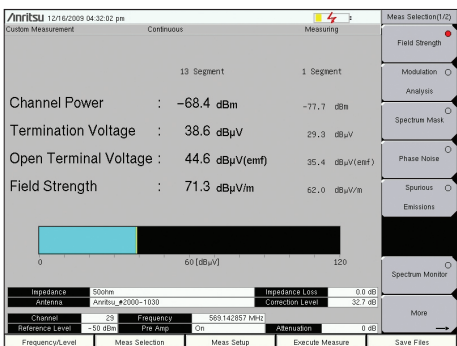 Anritsu 12/16/2009 04:32:02 pm
Custom Measurement Continuous Measuring
13 Segment 1 Segment
Channel Power : -68.4 dBm -77.7 dBm
Termination Voltage : 38.6 dBµV 29.3 dBµV
Open Terminal Voltage : 44.6 dBµV(emf) 35.4 dBµV(emf)
Field Strength : 71.3 dBµV/m 62.0 dBµV/m
0 60 [dBµV] 120
Impedance 50ohm Impedance Loss 0.0 dB
Antenna Anritsu_#2000-1030 Correction Level 32.7 dB
Channel 29 Frequency 569.142857 MHz
Reference Level -50 dBm Pre Amp On Attenuation 0 dB
Frequency/Level Meas Selection Meas Setup Execute Measure Save Files
Meas Selection(1/2)
Field Strength
Modulation
Analysis
Spectrum Mask
Phase Noise
Spurious
Emissions
Spectrum Monitor
More